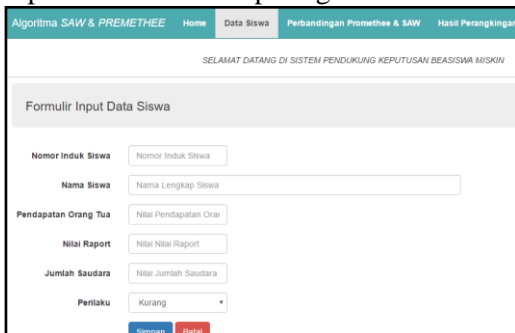 Algoritma SAW & PREMETHEE Home Data Siswa Perbandingan Promethee & SAW Hasil Perangkingan
SELAMAT DATANG DI SISTEM PENDUKUNG KEPUTUSAN BEASISWA MISKIN
Formulir Input Data Siswa
Nomor Induk Siswa Nomor Induk Siswa
Nama Siswa Nama Lengkap Siswa
Pendapatan Orang Tua Nilai Pendapatan Orai
Nilai Raport Nilai Nilai Raport
Jumlah Saudara Nilai Jumlah Saudara
Perilaku Kurang
Simpan Batal